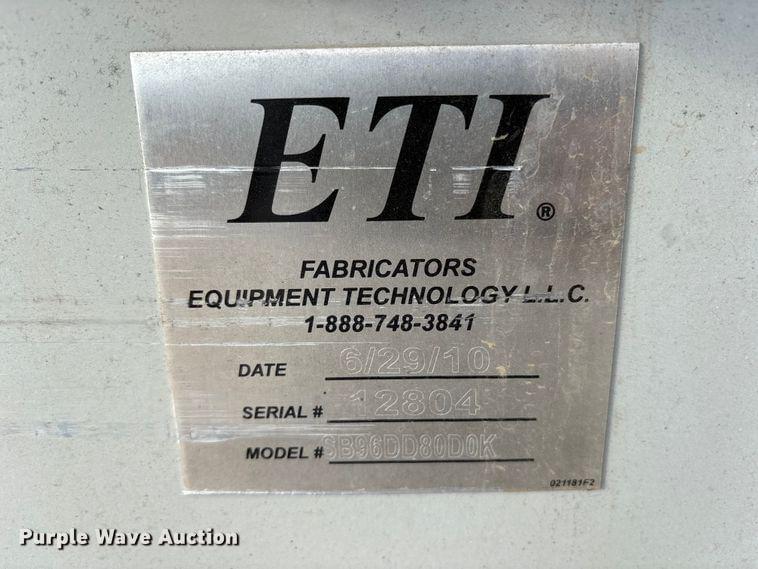 ETI®
FABRICATORS
EQUIPMENT TECHNOLOGY L.L.C.
1-888-748-3841
DATE 6/29/10
SERIAL # 12804
MODEL # SB96DD80D0K
021181F2
Purple Wave Auction